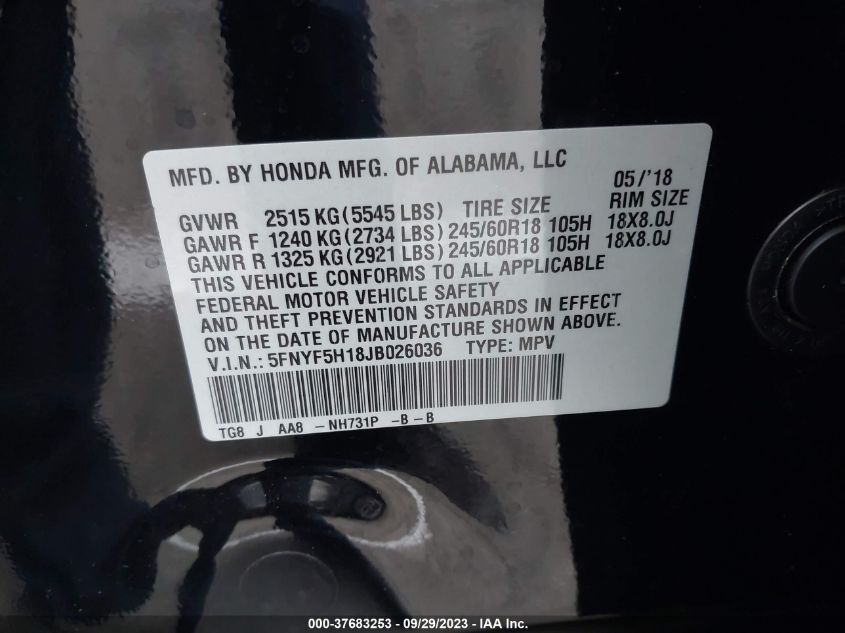 MFD. BY HONDA MFG. OF ALABAMA, LLC 05/'18
GVWR 2515 KG (5545 LBS) TIRE SIZE RIM SIZE
GAWR F 1240 KG (2734 LBS) 245/60R18 105H 18X8.0J
GAWR R 1325 KG (2921 LBS) 245/60R18 105H 18X8.0J
THIS VEHICLE CONFORMS TO ALL APPLICABLE
FEDERAL MOTOR VEHICLE SAFETY
AND THEFT PREVENTION STANDARDS IN EFFECT
ON THE DATE OF MANUFACTURE SHOWN ABOVE.
V.I.N.: 5FNYF5H18JB026036 TYPE: MPV
TG8 J AA8 -NH731P -B-B
000-37683253 - 09/29/2023 - IAA Inc.